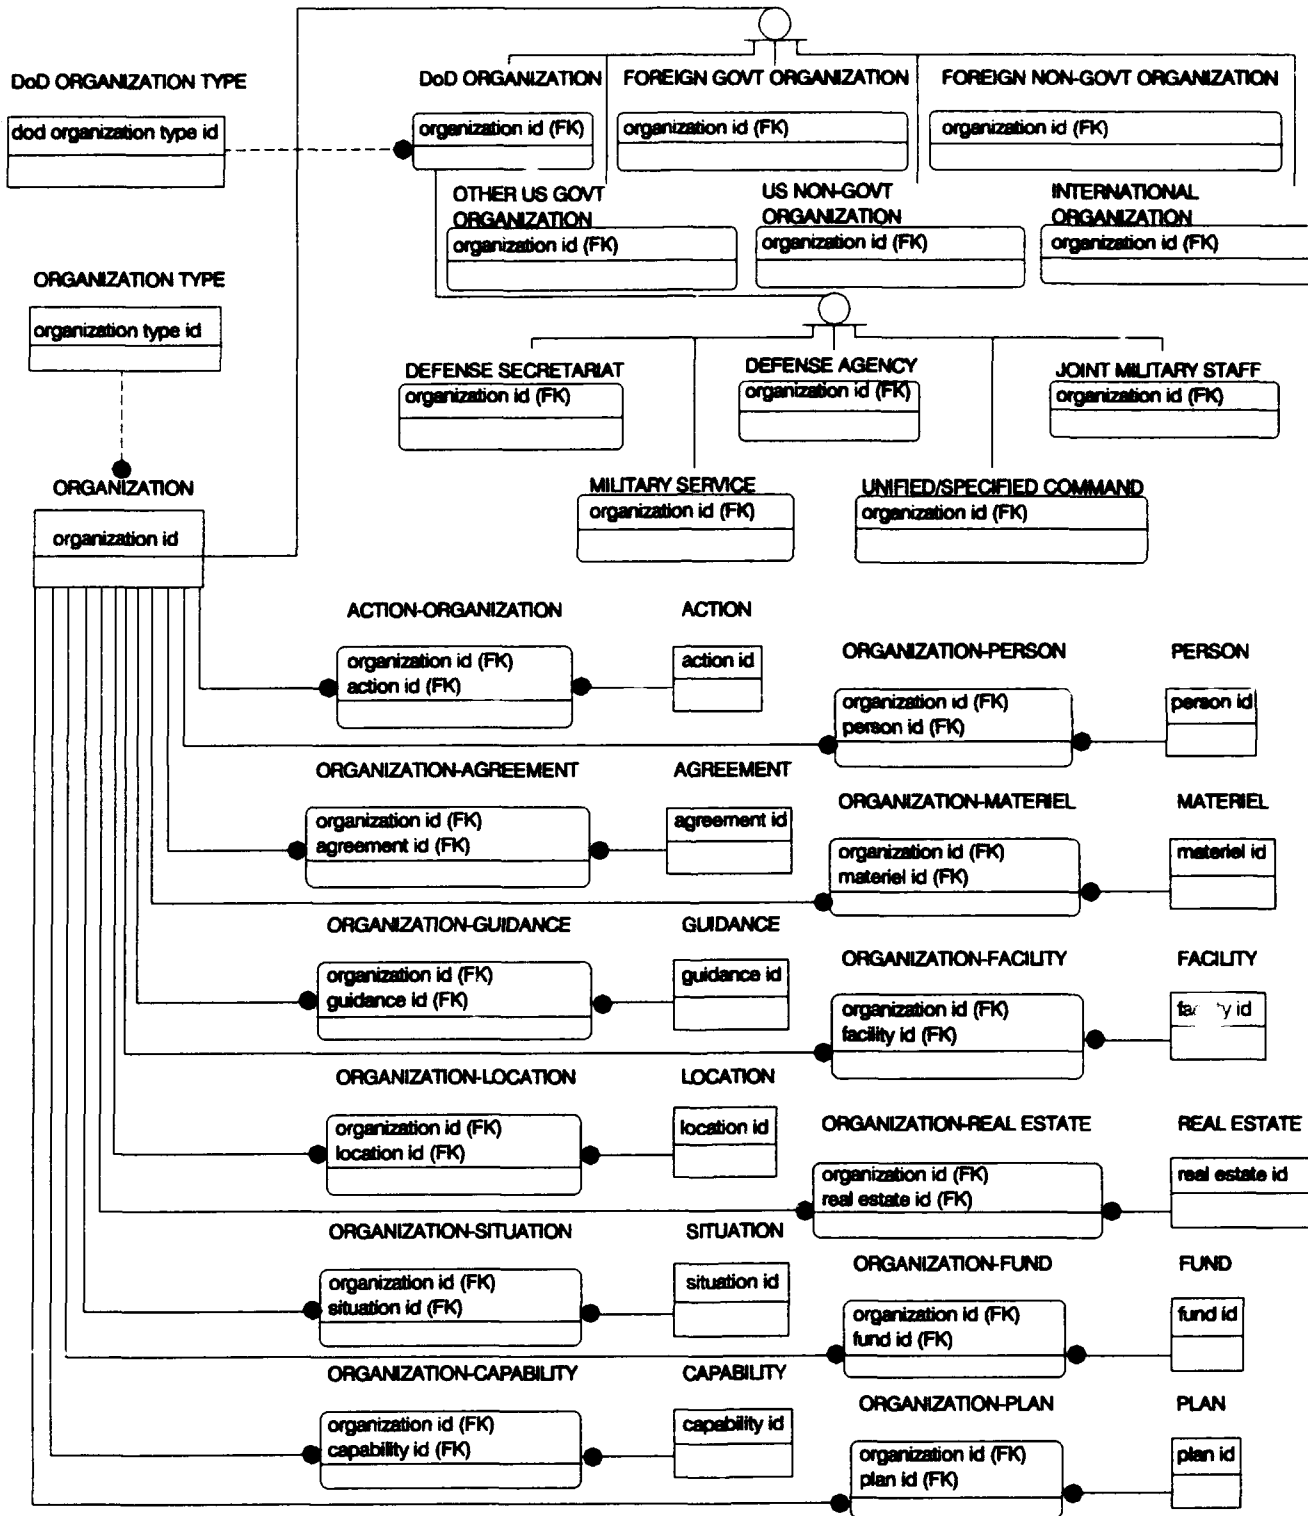 DoD ORGANIZATION TYPE
dod organization type id
DoD ORGANIZATION
organization id (FK)
FOREIGN GOVT ORGANIZATION
organization id (FK)
FOREIGN NON-GOVT ORGANIZATION
organization id (FK)
OTHER US GOVT
ORGANIZATION
organization id (FK)
US NON-GOVT
ORGANIZATION
organization id (FK)
INTERNATIONAL
ORGANIZATION
organization id (FK)
ORGANIZATION TYPE
organization type id
DEFENSE SECRETARIAT
organization id (FK)
DEFENSE AGENCY
organization id (FK)
JOINT MILITARY STAFF
organization id (FK)
MILITARY SERVICE
organization id (FK)
UNIFIED/SPECIFIED COMMAND
organization id (FK)
ORGANIZATION
organization id
ACTION-ORGANIZATION
organization id (FK)
action id (FK)
ACTION
action id
ORGANIZATION-PERSON
organization id (FK)
person id (FK)
PERSON
person id
ORGANIZATION-AGREEMENT
organization id (FK)
agreement id (FK)
AGREEMENT
agreement id
ORGANIZATION-MATERIEL
organization id (FK)
materiel id (FK)
MATERIEL
materiel id
ORGANIZATION-GUIDANCE
organization id (FK)
guidance id (FK)
GUIDANCE
guidance id
ORGANIZATION-FACILITY
organization id (FK)
facility id (FK)
FACILITY
id
ORGANIZATION-LOCATION
organization id (FK)
location id (FK)
LOCATION
location id
ORGANIZATION-REAL ESTATE
organization id (FK)
real estate id (FK)
REAL ESTATE
real estate id
ORGANIZATION-SITUATION
organization id (FK)
situation id (FK)
SITUATION
situation id
ORGANIZATION-FUND
organization id (FK)
fund id (FK)
FUND
fund id
ORGANIZATION-CAPABILITY
organization id (FK)
capability id (FK)
CAPABILITY
capability id
ORGANIZATION-PLAN
organization id (FK)
plan id (FK)
PLAN
plan id